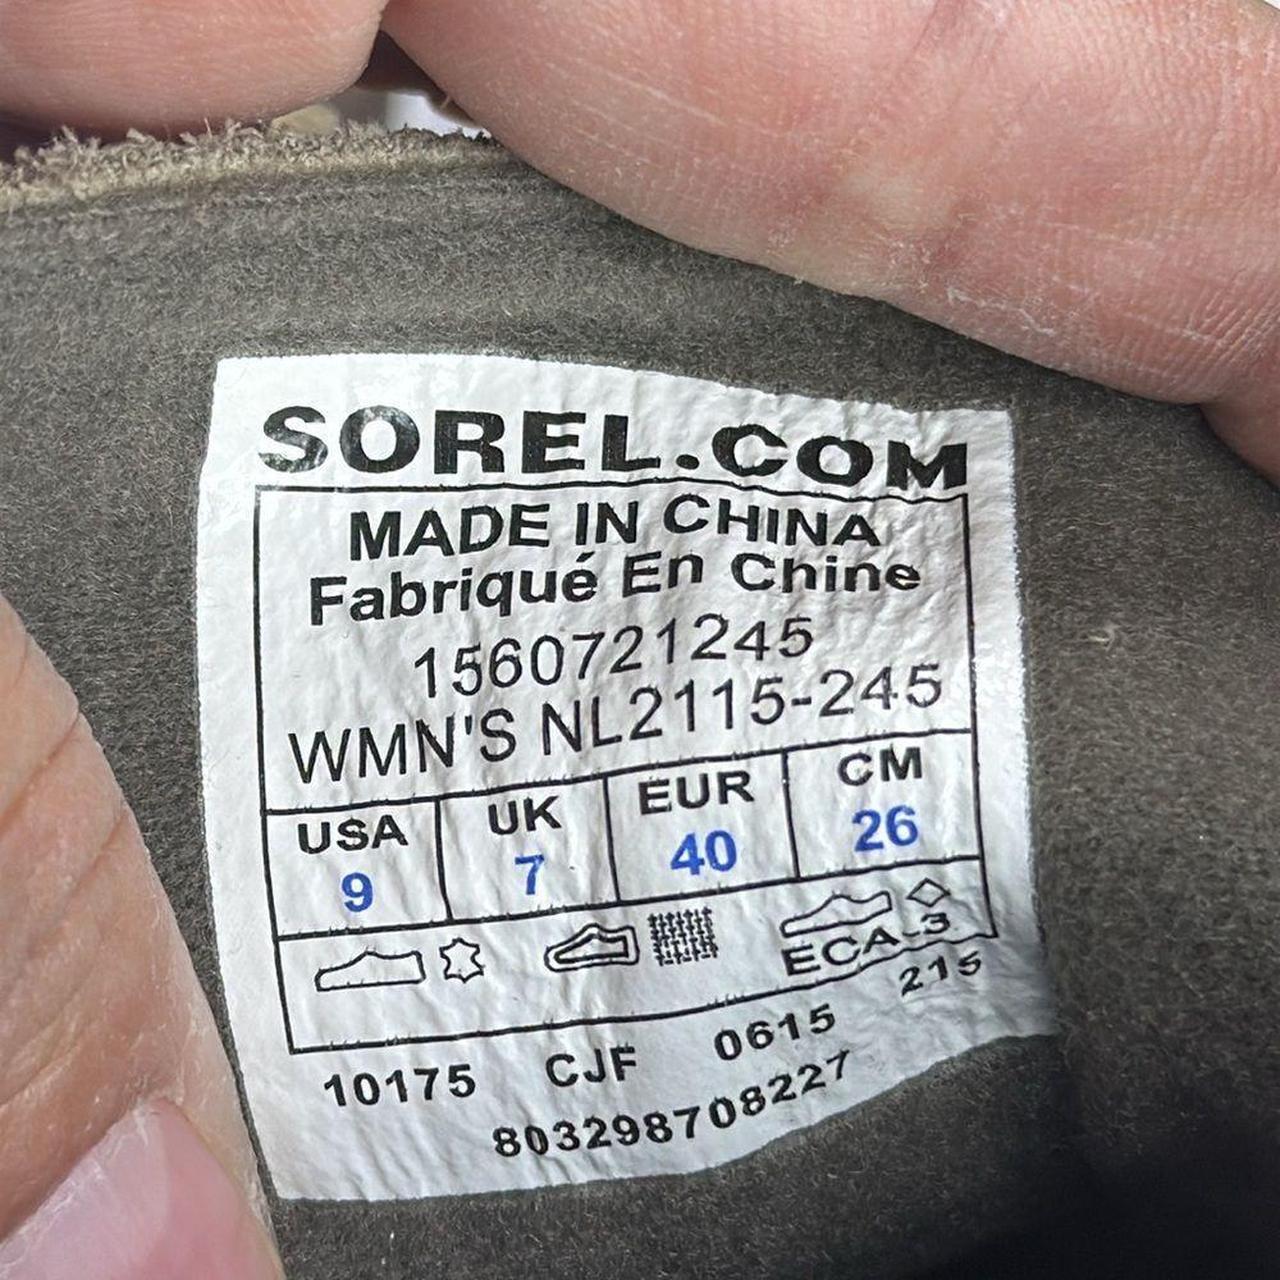 SOREL.COM
MADE IN CHINA
Fabriqué En Chine
1560721245
WMN'S NL2115-245
USA UK EUR CM
9 7 40 26
ECA-3
10175 CJF 0615 215
803298708227